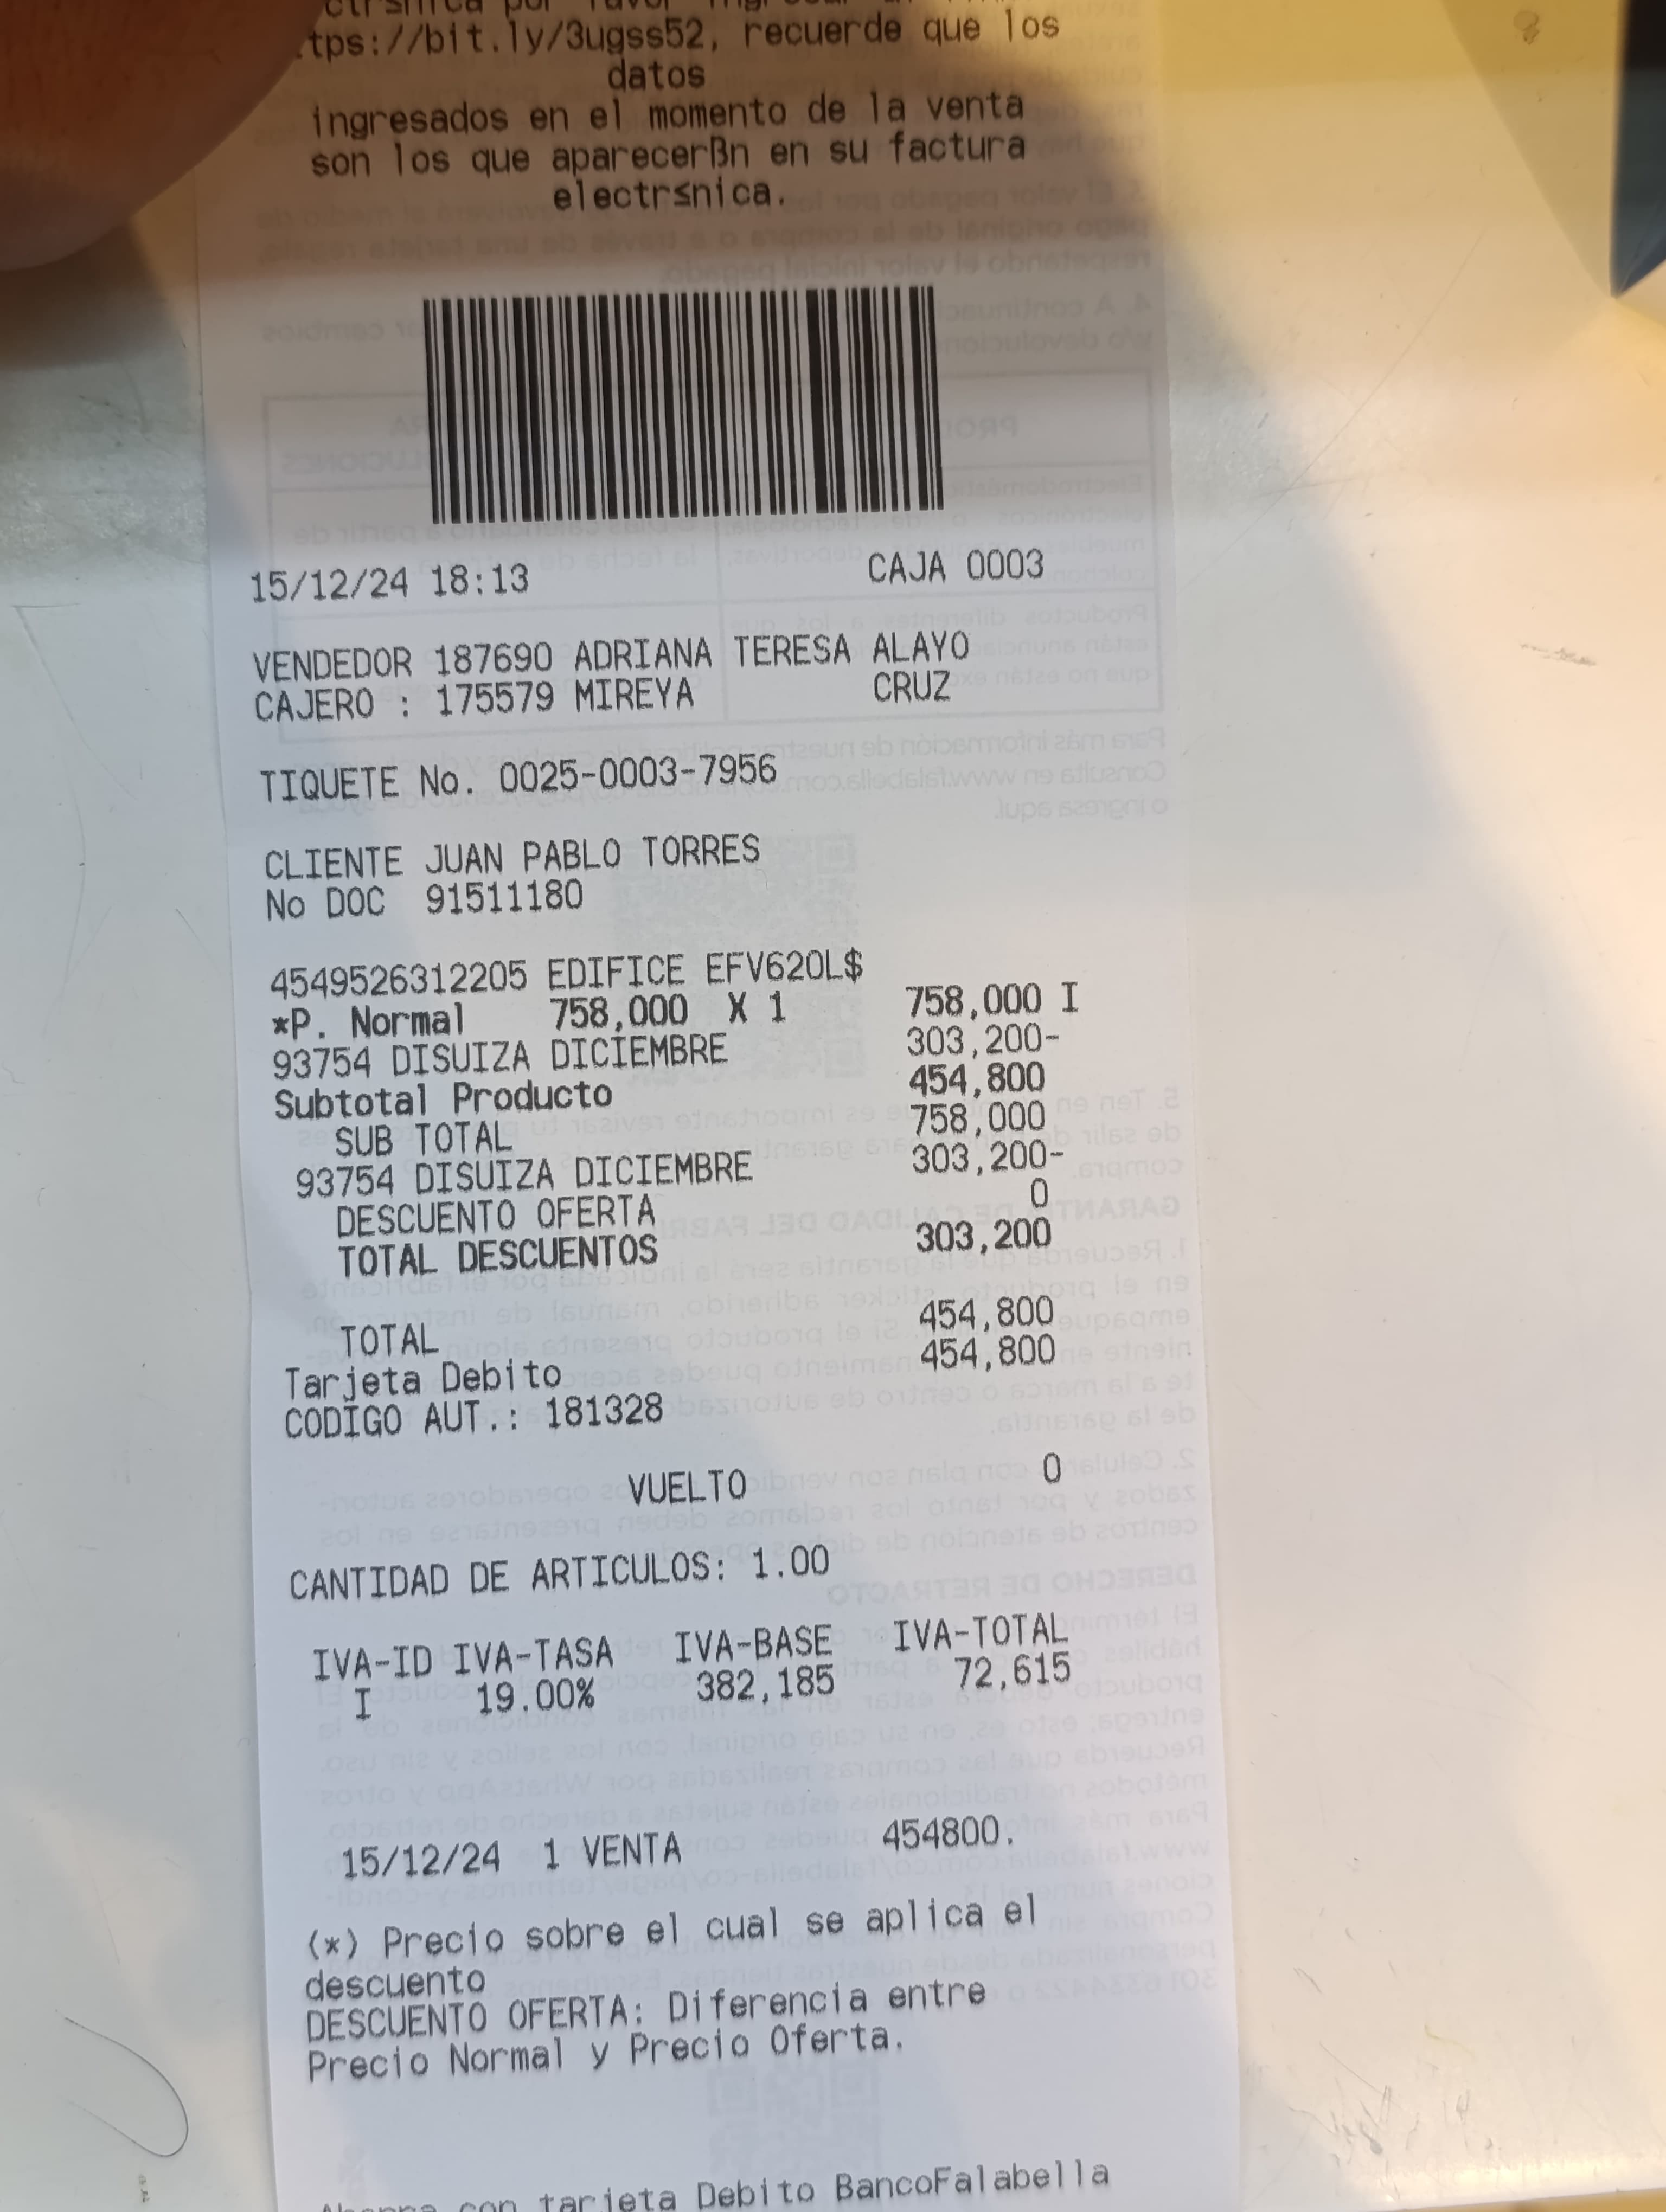 tps://bit.ly/3ugss52, recuerde que los
datos
ingresados en el momento de la venta
son los que aparecerßn en su factura
electr≤nica.
15/12/24 18:13 CAJA 0003
VENDEDOR 187690 ADRIANA TERESA ALAYO
CAJERO : 175579 MIREYA CRUZ
TIQUETE No. 0025-0003-7956
CLIENTE JUAN PABLO TORRES
No DOC 91511180
4549526312205 EDIFICE EFV620L$
*P. Normal 758,000 X 1 758,000 I
93754 DISUIZA DICIEMBRE 303,200-
Subtotal Producto 454,800
SUB TOTAL 758,000
93754 DISUIZA DICIEMBRE 303,200-
DESCUENTO OFERTA 0
TOTAL DESCUENTOS 303,200
TOTAL 454,800
Tarjeta Debito 454,800
CODIGO AUT.: 181328
VUELTO 0
CANTIDAD DE ARTICULOS: 1.00
IVA-ID IVA-TASA IVA-BASE IVA-TOTAL
I 19.00% 382,185 72,615
15/12/24 1 VENTA 454800.
(*) Precio sobre el cual se aplica el
descuento
DESCUENTO OFERTA: Diferencia entre
Precio Normal y Precio Oferta.
con tarjeta Debito BancoFalabella